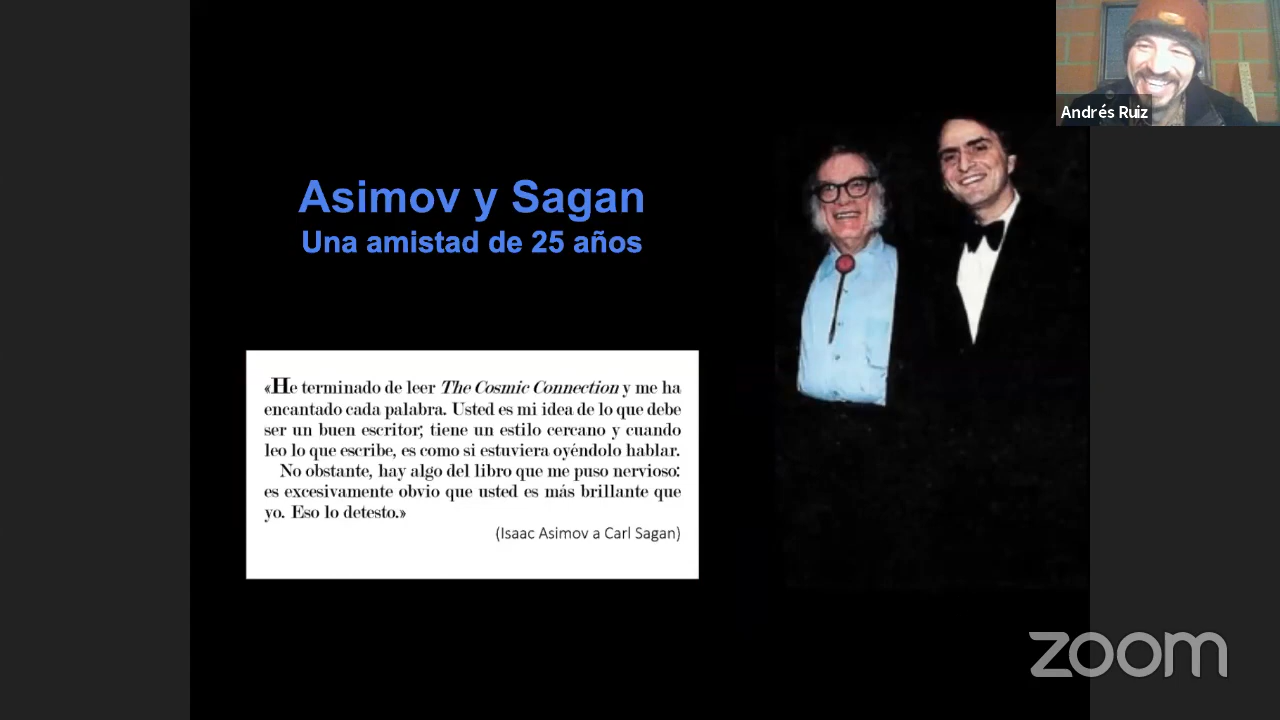 Andrés Ruiz
Asimov y Sagan
Una amistad de 25 años
«He terminado de leer The Cosmic Connection y me ha
encantado cada palabra. Usted es mi idea de lo que debe
ser un buen escritor; tiene un estilo cercano y cuando
leo lo que escribe, es como si estuviera oyéndolo hablar.
No obstante, hay algo del libro que me puso nervioso:
es excesivamente obvio que usted es más brillante que
yo. Eso lo detesto.»
(Isaac Asimov a Carl Sagan)
zoom